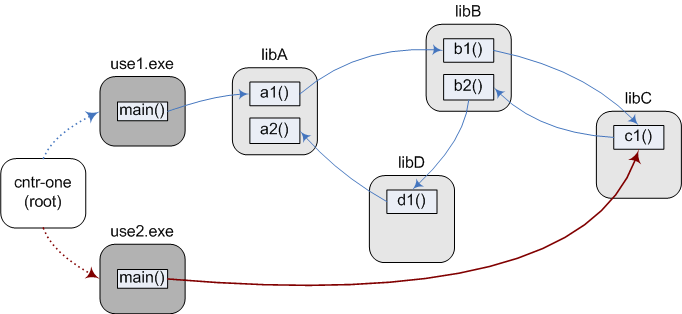 libB
b1()
b2()
libA
a1()
a2()
use1.exe
main()
libC
c1()
cntr-one
(root)
libD
d1()
use2.exe
main()